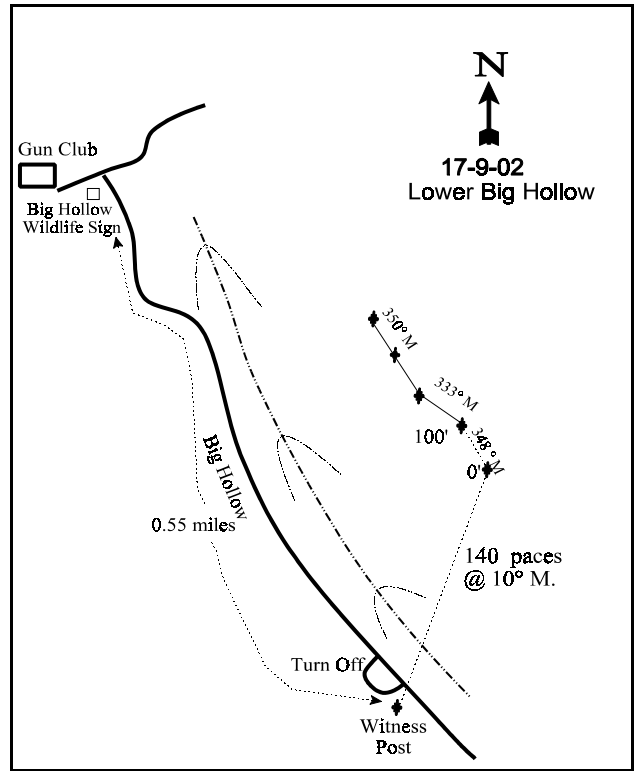 N
17-9-02
Lower Big Hollow
Gun Club
Big Hollow
Wildlife Sign
350° M
333° M
100'
348° M
0'
Big Hollow
0.55 miles
140 paces
@ 10° M.
Turn Off
Witness
Post